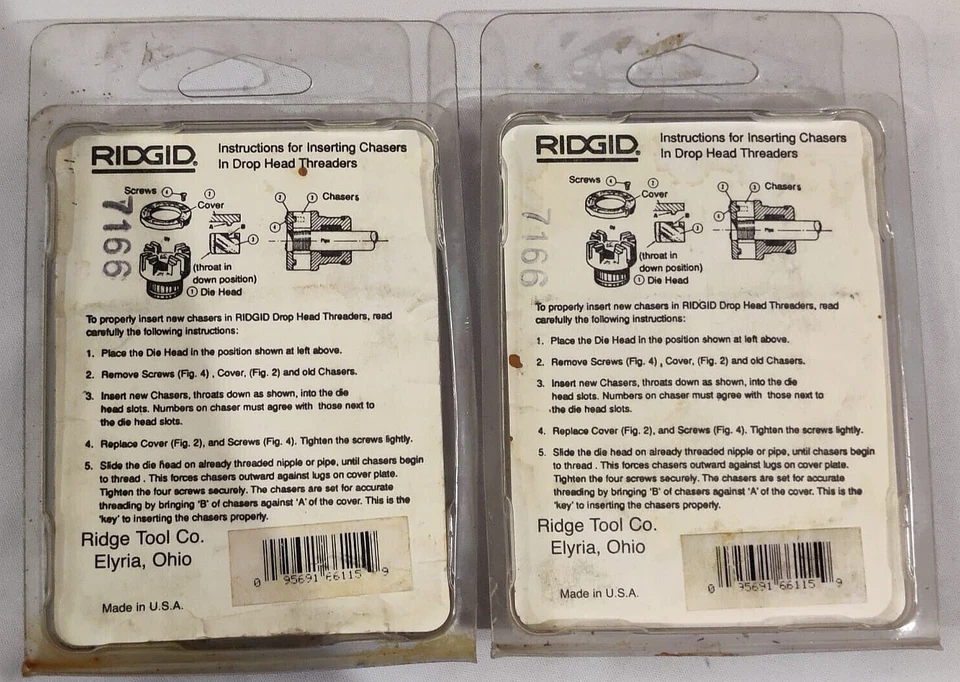 RIDGID®
Instructions for Inserting Chasers
In Drop Head Threaders
Screws 4
2
Cover
A
B
3
2
3
Chasers
4
Pipe
(throat in
down position)
1 Die Head
7166
To properly insert new chasers in RIDGID Drop Head Threaders, read
carefully the following instructions:
1. Place the Die Head in the position shown at left above.
2. Remove Screws (Fig. 4) , Cover, (Fig. 2) and old Chasers.
3. Insert new Chasers, throats down as shown, into the die
head slots. Numbers on chaser must agree with those next to
the die head slots.
4. Replace Cover (Fig. 2), and Screws (Fig. 4). Tighten the screws lightly.
5. Slide the die head on already threaded nipple or pipe, until chasers begin
to thread . This forces chasers outward against lugs on cover plate.
Tighten the four screws securely. The chasers are set for accurate
threading by bringing 'B' of chasers against 'A' of the cover. This is the
'key' to inserting the chasers properly.
Ridge Tool Co.
Elyria, Ohio
0 95691 66115 9
Made in U.S.A.
RIDGID®
Instructions for Inserting Chasers
In Drop Head Threaders
Screws 4
2
Cover
A
B
3
2
3
Chasers
4
Pipe
(throat in
down position)
1 Die Head
7166
To properly insert new chasers in RIDGID Drop Head Threaders, read
carefully the following instructions:
1. Place the Die Head in the position shown at left above.
2. Remove Screws (Fig. 4) , Cover, (Fig. 2) and old Chasers.
3. Insert new Chasers, throats down as shown, into the die
head slots. Numbers on chaser must agree with those next to
the die head slots.
4. Replace Cover (Fig. 2), and Screws (Fig. 4). Tighten the screws lightly.
5. Slide the die head on already threaded nipple or pipe, until chasers begin
to thread . This forces chasers outward against lugs on cover plate.
Tighten the four screws securely. The chasers are set for accurate
threading by bringing 'B' of chasers against 'A' of the cover. This is the
'key' to inserting the chasers properly.
Ridge Tool Co.
Elyria, Ohio
0 95691 66115 9
Made in U.S.A.